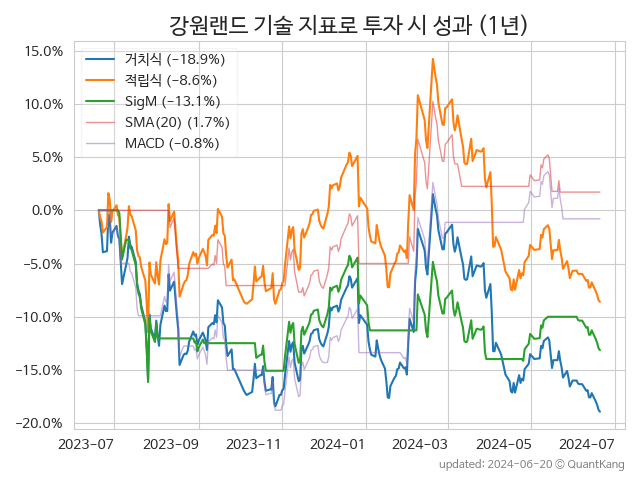 강원랜드 기술 지표로 투자 시 성과 (1년)
15.0%
10.0%
5.0%
0.0%
−5.0%
−10.0%
−15.0%
−20.0%
거치식 (−18.9%)
적립식 (−8.6%)
SigM (−13.1%)
SMA(20) (1.7%)
MACD (−0.8%)
2023−07 2023−09 2023−11 2024−01 2024−03 2024−05 2024−07
updated: 2024-06-20 © QuantKang